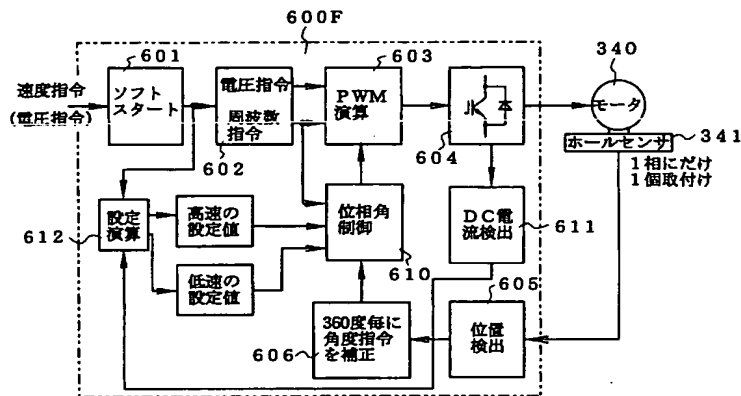 600F
601
603
340
速度指令
(電圧指令)
ソフト
スタート
電圧指令
周波数
指令
602
PWM
演算
604
モータ
ホールセンサ
341
1相にだけ
1個取付け
設定
演算
612
高速の
設定値
低速の
設定値
位相角
制御
610
DC電
流検出
611
605
360度毎に
角度指令
を補正
606
位置
検出